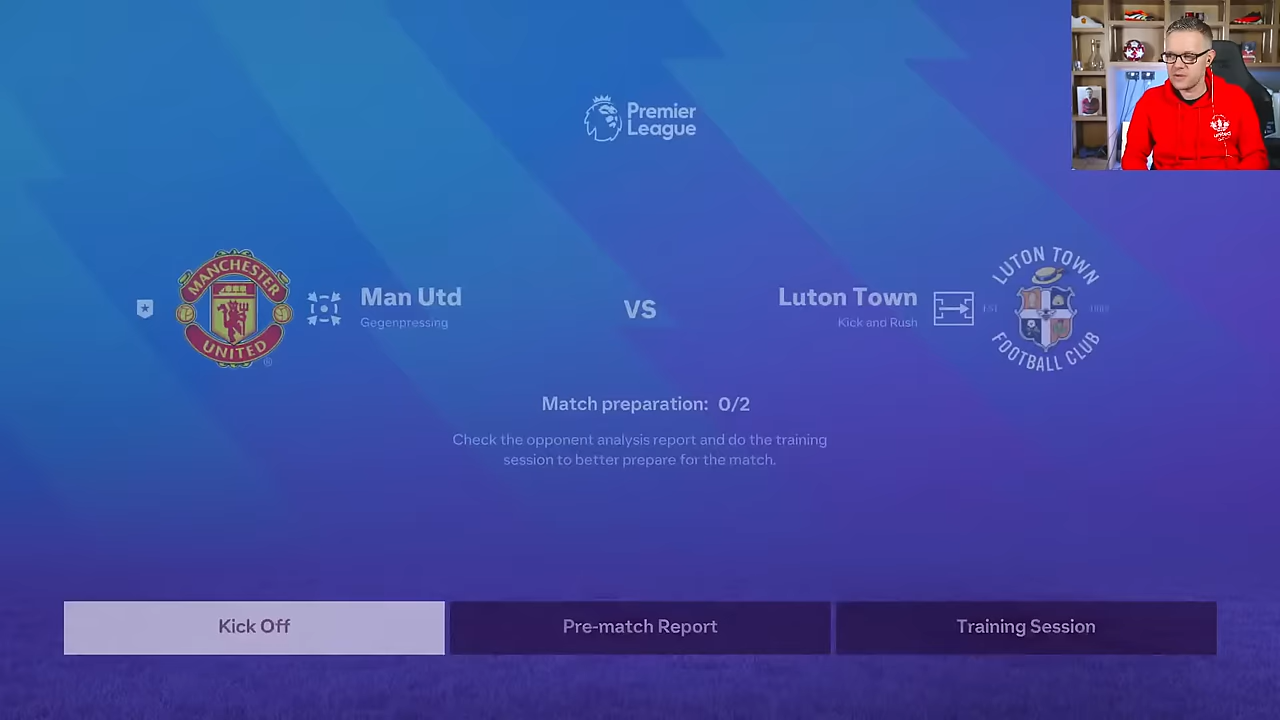 Premier
League
MANCHESTER
UNITED
Man Utd
Gegenpressing
VS
Luton Town
Kick and Rush
LUTON TOWN
EST
FOOTBALL CLUB
Match preparation: 0/2
Check the opponent analysis report and do the training
session to better prepare for the match.
Kick Off
Pre-match Report
Training Session
united